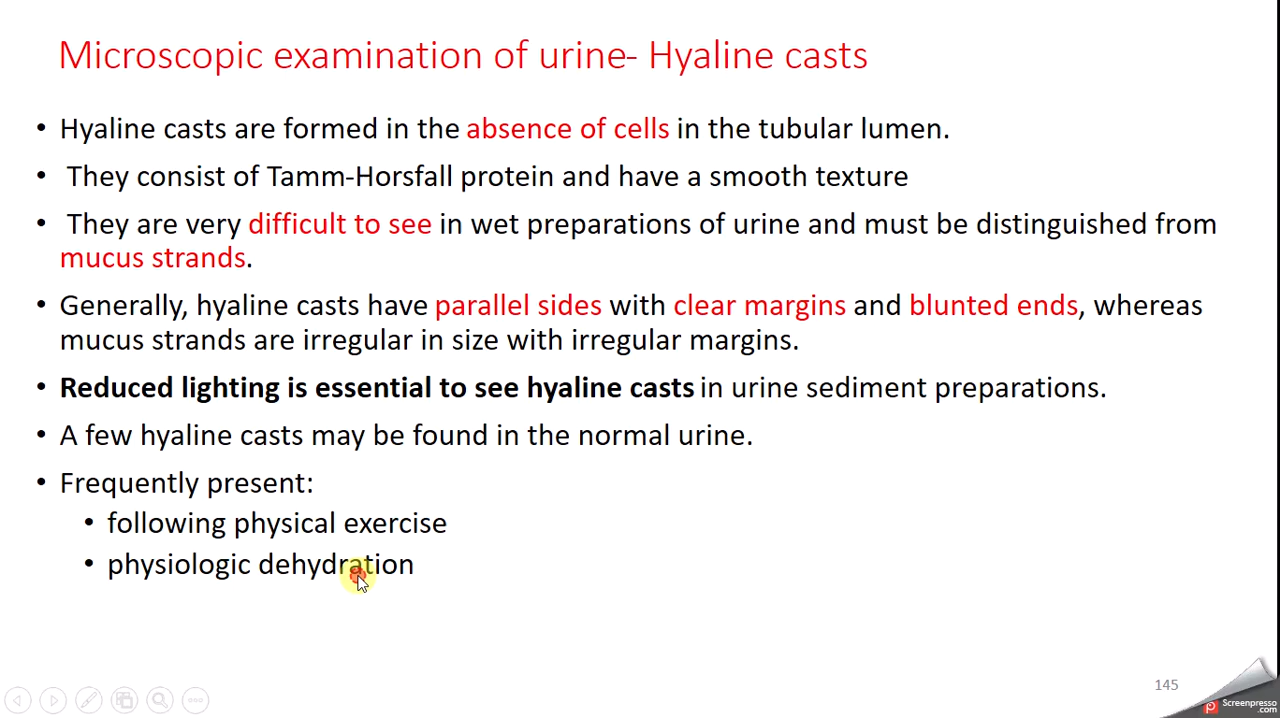 Microscopic examination of urine- Hyaline casts
• Hyaline casts are formed in the absence of cells in the tubular lumen.
• They consist of Tamm-Horsfall protein and have a smooth texture
• They are very difficult to see in wet preparations of urine and must be distinguished from
mucus strands.
• Generally, hyaline casts have parallel sides with clear margins and blunted ends, whereas
mucus strands are irregular in size with irregular margins.
• Reduced lighting is essential to see hyaline casts in urine sediment preparations.
• A few hyaline casts may be found in the normal urine.
• Frequently present:
• following physical exercise
• physiologic dehydration
145
Screenpresso
.com